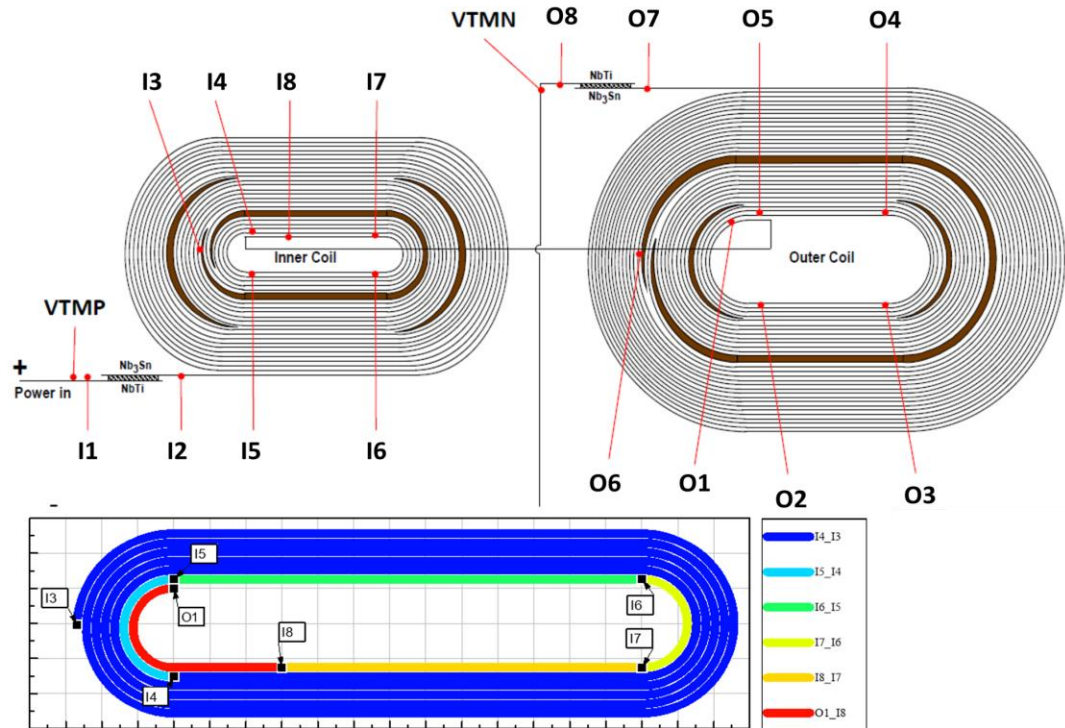 VTMN O8 O7 O5 O4
NbTi
Nb3Sn
I3 I4 I8 I7
Inner Coil
Outer Coil
VTMP
+
Nb3Sn
Power in
NbTi
I1 I2 I5 I6
O6 O1 O2 O3
-
I5
I3
O1
I6
I8
I7
I4
I4_I3
I5_I4
I6_I5
I7_I6
I8_I7
O1_I8